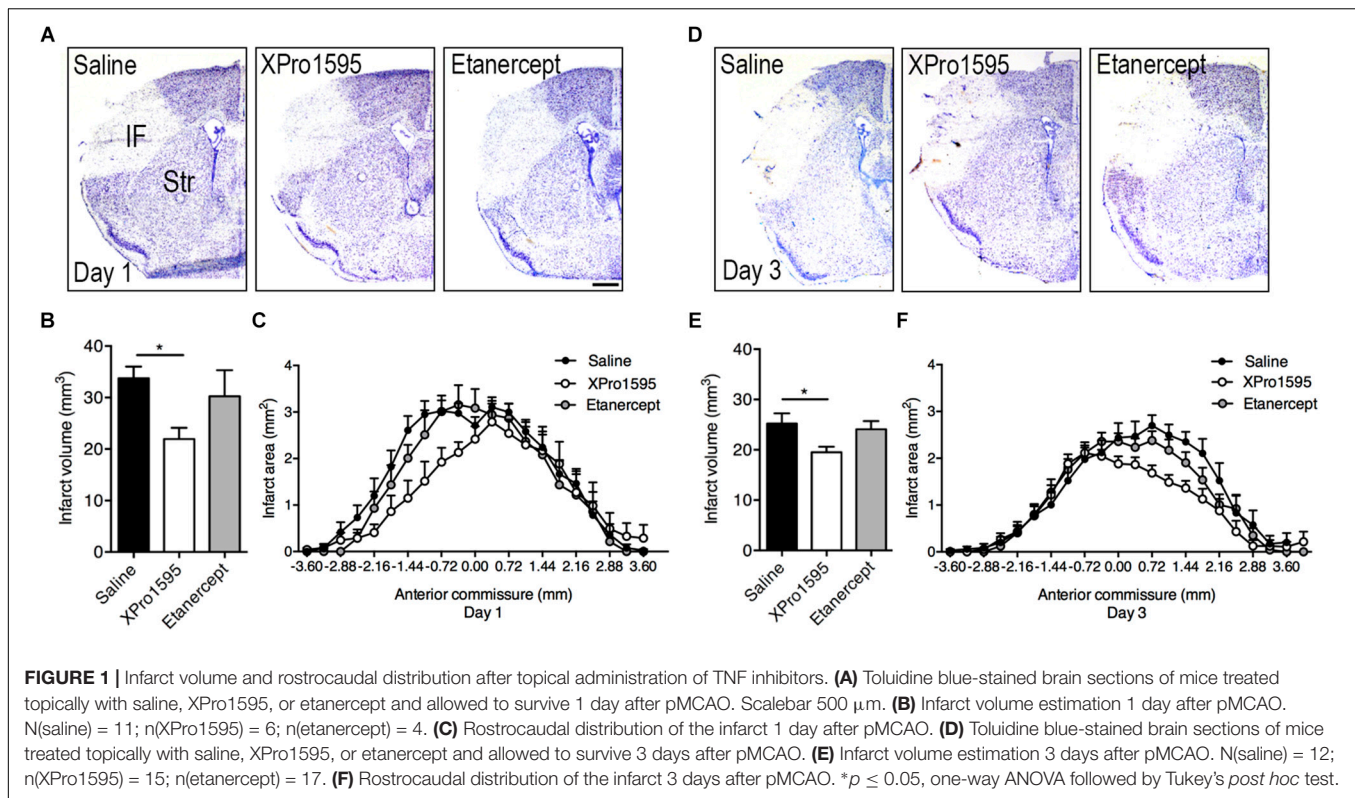 A
Saline
IF
Str
Day 1
XPro1595
Etanercept
D
Saline
Day 3
XPro1595
Etanercept
B
Infarct volume (mm³)
40
30
20
10
0
*
Saline
XPro1595
Etanercept
C
Infarct area (mm²)
4
3
2
1
0
Saline
XPro1595
Etanercept
-3.60 -2.88 -2.16 -1.44 -0.72 0.00 0.72 1.44 2.16 2.88 3.60
Anterior commissure (mm)
Day 1
E
Infarct volume (mm³)
40
30
20
10
0
*
Saline
XPro1595
Etanercept
F
Infarct area (mm²)
4
3
2
1
0
Saline
XPro1595
Etanercept
-3.60 -2.88 -2.16 -1.44 -0.72 0.00 0.72 1.44 2.16 2.88 3.60
Anterior commissure (mm)
Day 3
FIGURE 1 | Infarct volume and rostrocaudal distribution after topical administration of TNF inhibitors. (A) Toluidine blue-stained brain sections of mice treated
topically with saline, XPro1595, or etanercept and allowed to survive 1 day after pMCAO. Scalebar 500 μm. (B) Infarct volume estimation 1 day after pMCAO.
N(saline) = 11; n(XPro1595) = 6; n(etanercept) = 4. (C) Rostrocaudal distribution of the infarct 1 day after pMCAO. (D) Toluidine blue-stained brain sections of mice
treated topically with saline, XPro1595, or etanercept and allowed to survive 3 days after pMCAO. (E) Infarct volume estimation 3 days after pMCAO. N(saline) = 12;
n(XPro1595) = 15; n(etanercept) = 17. (F) Rostrocaudal distribution of the infarct 3 days after pMCAO. *p ≤ 0.05, one-way ANOVA followed by Tukey's post hoc test.